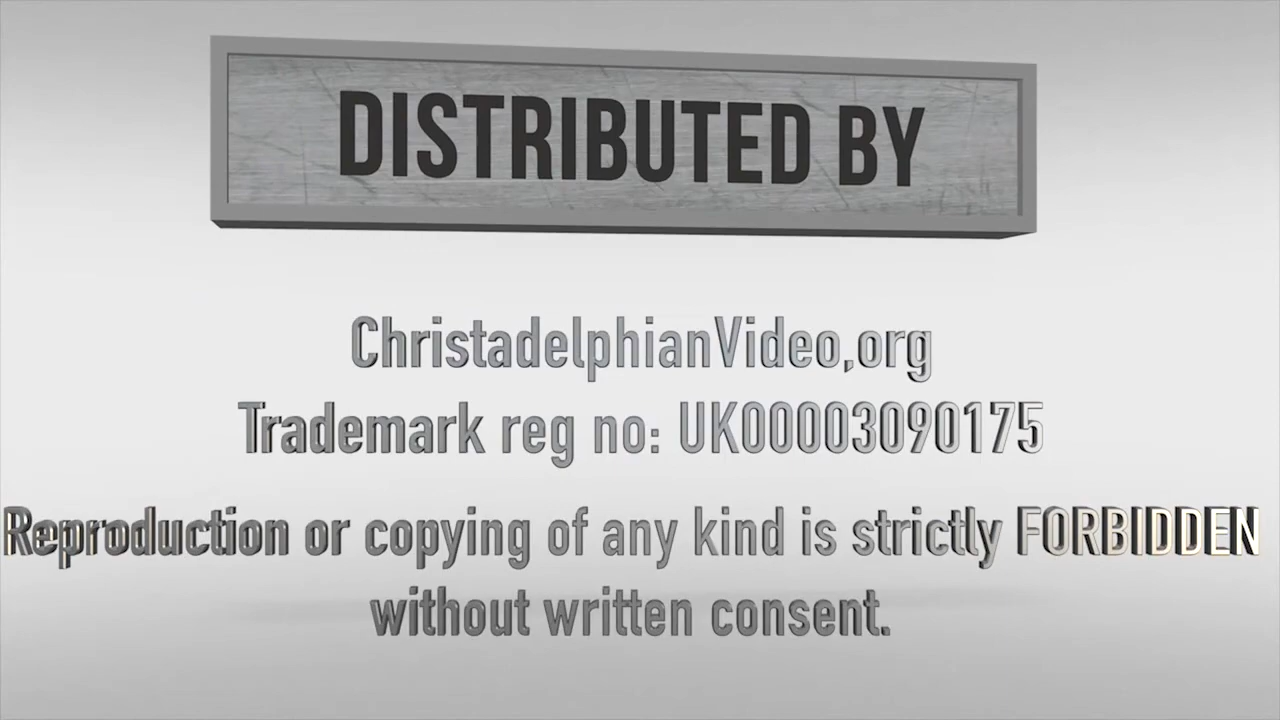 DISTRIBUTED BY
ChristadelphianVideo,org
Trademark reg no: UK00003090175
Reproduction or copying of any kind is strictly FORBIDDEN
without written consent.